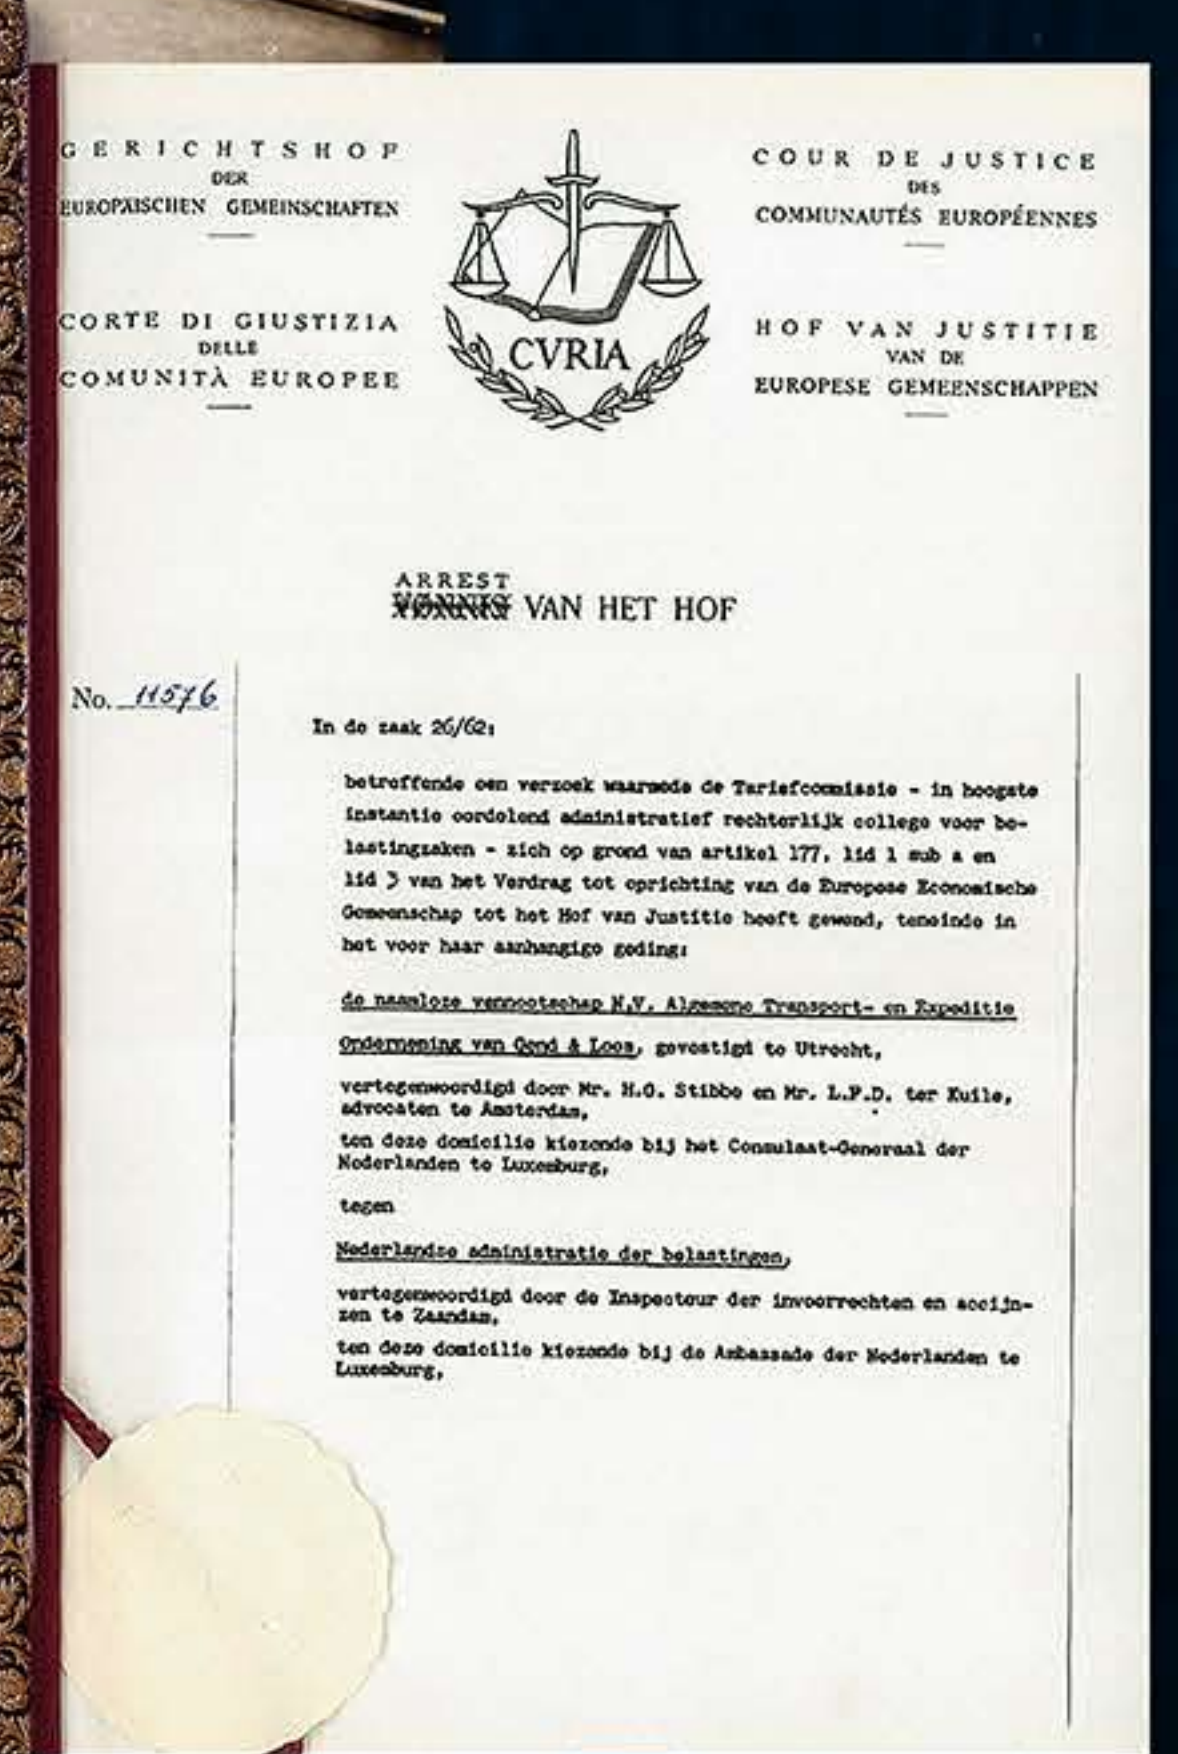 GERICHTSHOF
DER
EUROPÄISCHEN GEMEINSCHAFTEN
CORTE DI GIUSTIZIA
DELLE
COMUNITÀ EUROPEE
CVRIA
COUR DE JUSTICE
DES
COMMUNAUTÉS EUROPÉENNES
HOF VAN JUSTITIE
VAN DE
EUROPESE GEMEENSCHAPPEN
ARREST
VONNIS VAN HET HOF
No. 11576
In de zaak 26/62:
betreffende een verzoek waarmede de Tariefcommissie - in hoogste
instantie oordelend administratief rechterlijk college voor be-
lastingzaken - zich op grond van artikel 177, lid 1 sub a en
lid 3 van het Verdrag tot oprichting van de Europese Economische
Gemeenschap tot het Hof van Justitie heeft gewend, teneinde in
het voor haar aanhangige geding:
de naamloze vennootschap N.V. Algemene Transport- en Expeditie
Onderneming van Gend & Loos, gevestigd te Utrecht,
vertegenwoordigd door Mr. H.G. Stibbe en Mr. L.F.D. ter Kuile,
advocaten te Amsterdam,
ten deze domicilie kiezende bij het Consulaat-Generaal der
Nederlanden te Luxemburg,
tegen
Nederlandse administratie der belastingen,
vertegenwoordigd door de Inspecteur der invoerrechten en accijn-
zen te Zaandam,
ten deze domicilie kiezende bij de Ambassade der Nederlanden te
Luxemburg,